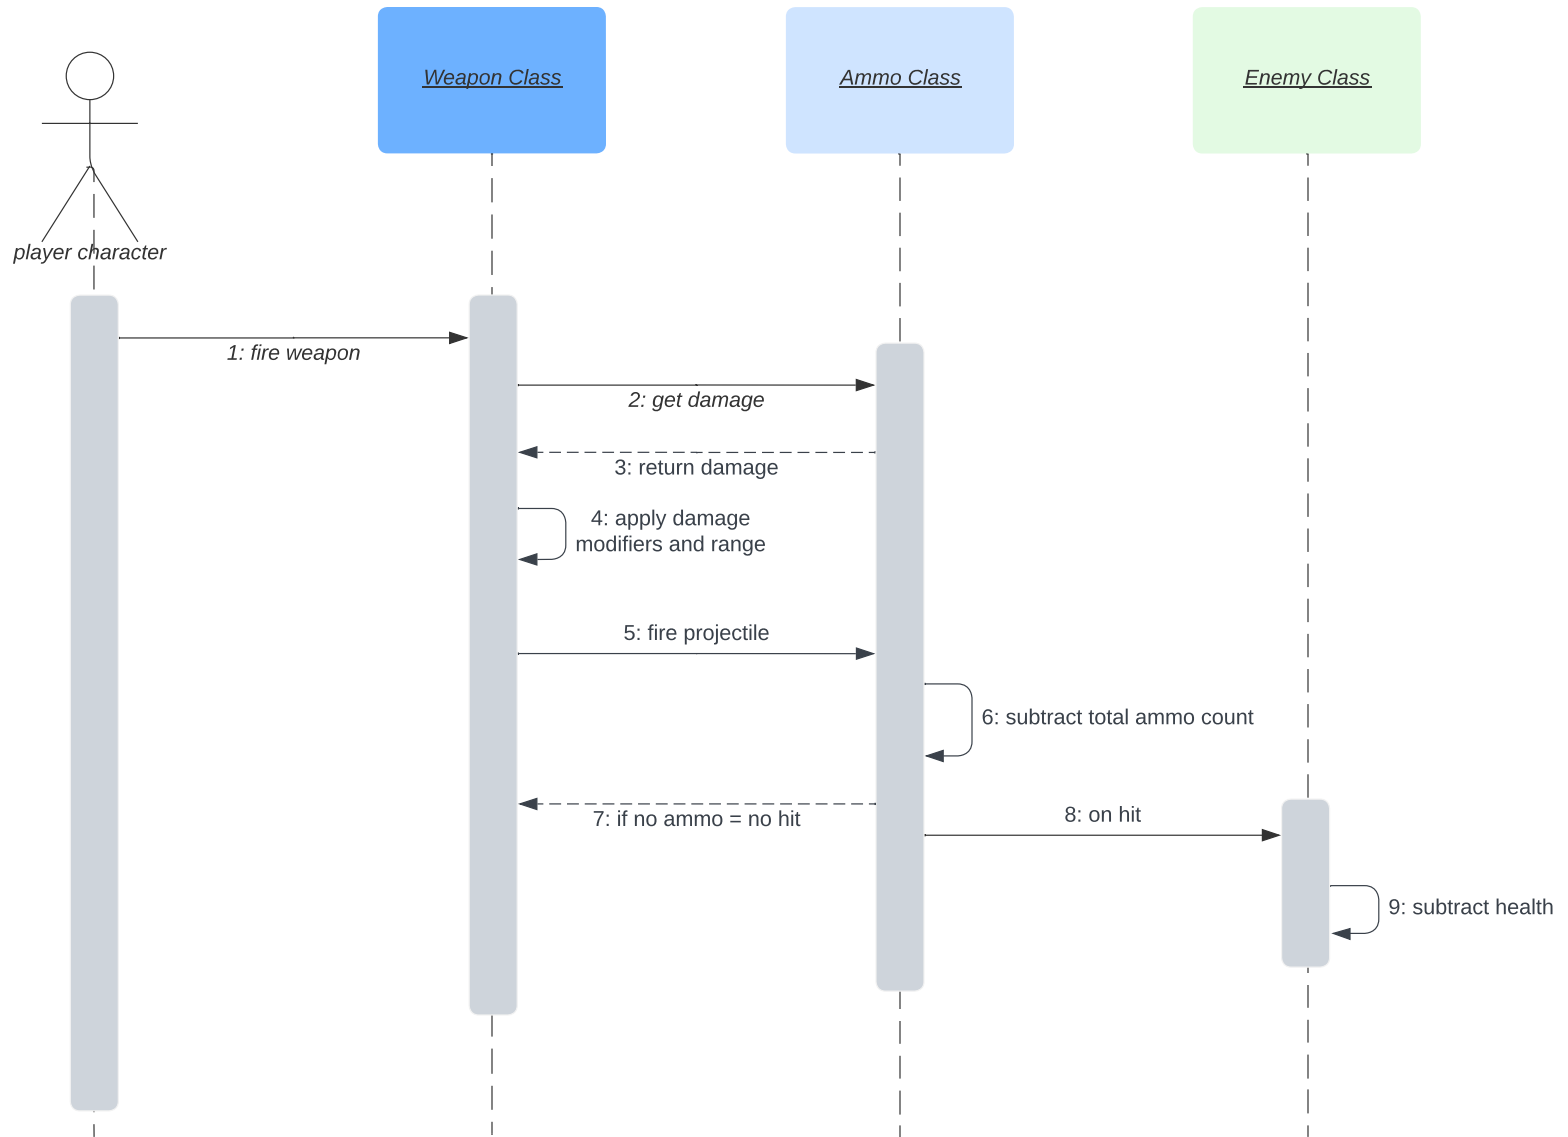 Weapon Class
Ammo Class
Enemy Class
player character
1: fire weapon
2: get damage
3: return damage
4: apply damage
modifiers and range
5: fire projectile
6: subtract total ammo count
7: if no ammo = no hit
8: on hit
9: subtract health